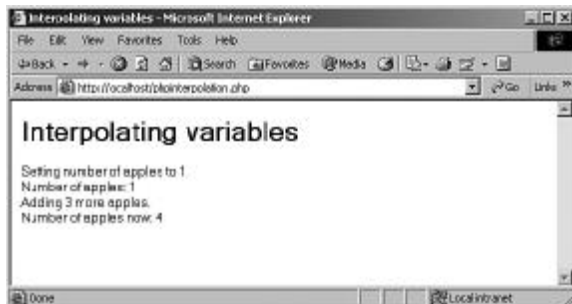 Interpolating variables - Microsoft Internet Explorer
File Edit View Favorites Tools Help
Back Search Favorites Media
Address http://localhost/phpinterpolation.php Go Links »
Interpolating variables
Setting number of apples to 1
Number of apples: 1
Adding 3 more apples.
Number of apples now: 4
Done Local intranet